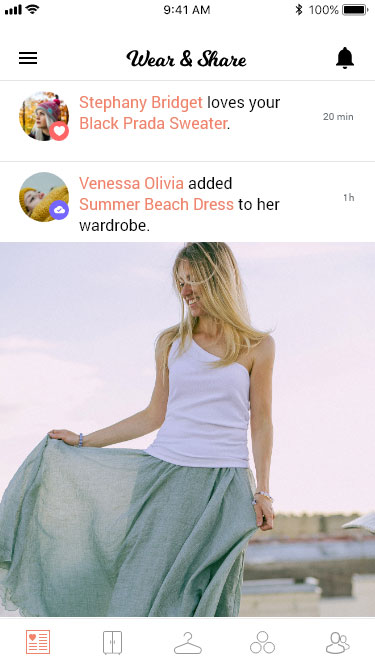 9:41 AM 100%
Wear & Share
Stephany Bridget loves your
Black Prada Sweater.
20 min
Venessa Olivia added
Summer Beach Dress to her
wardrobe.
1h